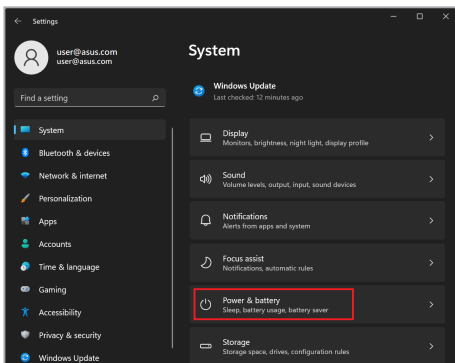 Settings
user@asus.com
user@asus.com
Find a setting
System
Bluetooth & devices
Network & internet
Personalization
Apps
Accounts
Time & language
Gaming
Accessibility
Privacy & security
Windows Update
System
Windows Update
Last checked: 12 minutes ago
Display
Monitors, brightness, night light, display profile
Sound
Volume levels, output, input, sound devices
Notifications
Alerts from apps and system
Focus assist
Notifications, automatic rules
Power & battery
Sleep, battery usage, battery saver
Storage
Storage space, drives, configuration rules